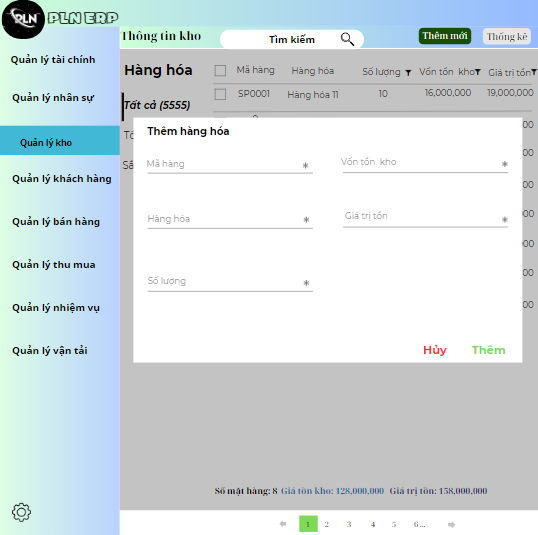 PLN
PLN ERP
Quản lý tài chính
Quản lý nhân sự
Quản lý kho
Quản lý khách hàng
Quản lý bán hàng
Quản lý thu mua
Quản lý nhiệm vụ
Quản lý vận tải
Thông tin kho
Tìm kiếm
Thêm mới
Thống kê
Hàng hóa
Tất cả (5555)
Mã hàng Hàng hóa Số lượng Vốn tồn kho Giá trị tồn
SP0001 Hàng hóa 11 10 16,000,000 19,000,000
Thêm hàng hóa
Mã hàng *
Vốn tồn kho *
Hàng hóa *
Giá trị tồn *
Số lượng *
Hủy
Thêm
Số mặt hàng: 8 Giá tồn kho: 128,000,000 Giá trị tồn: 158,000,000
1 2 3 4 5 6...